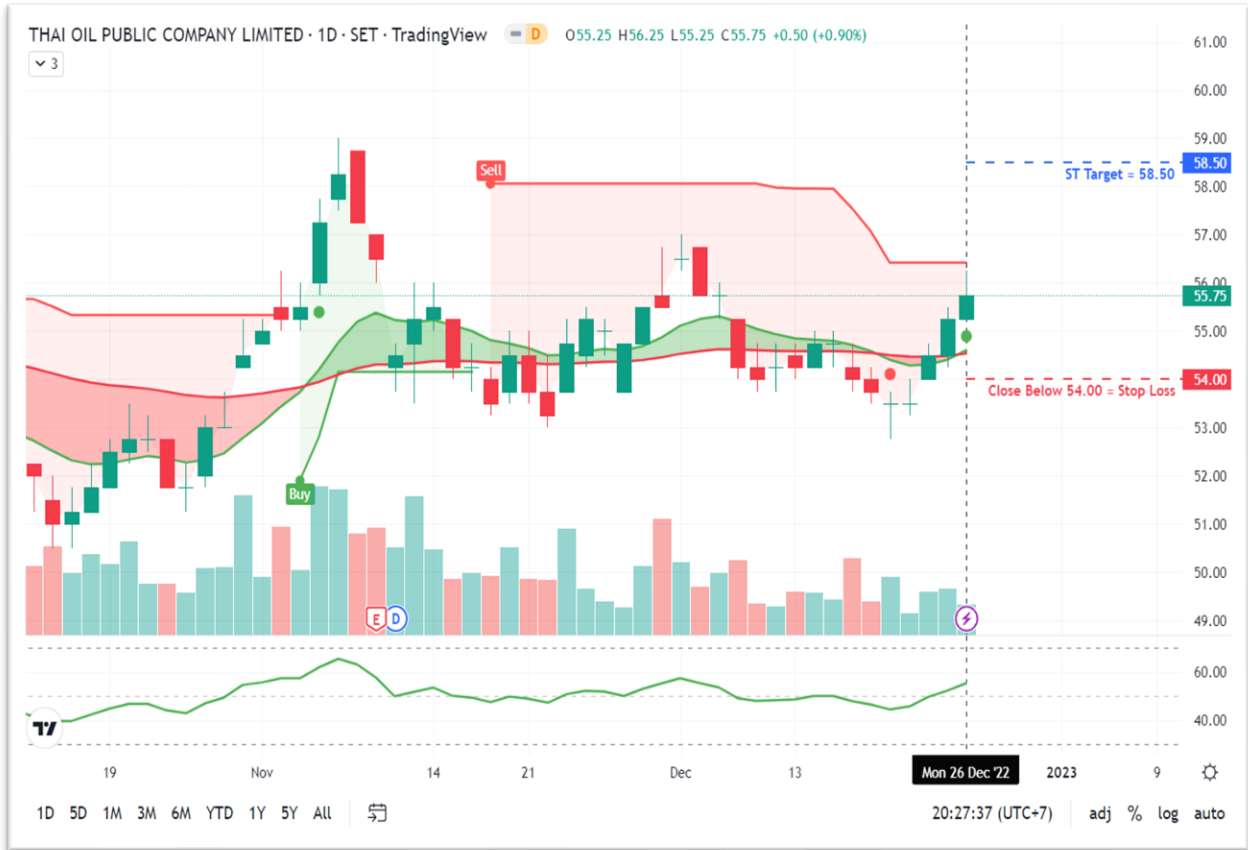 THAI OIL PUBLIC COMPANY LIMITED · 1D · SET · TradingView D O55.25 H56.25 L55.25 C55.75 +0.50 (+0.90%)
3
61.00
60.00
59.00
58.50
ST Target = 58.50
58.00
Sell
57.00
56.00
55.75
55.00
54.00
Close Below 54.00 = Stop Loss
53.00
52.00
Buy
51.00
50.00
49.00
E D
60.00
40.00
19 Nov 14 21 Dec 13 Mon 26 Dec '22 2023 9
1D 5D 1M 3M 6M YTD 1Y 5Y All 20:27:37 (UTC+7) adj % log auto